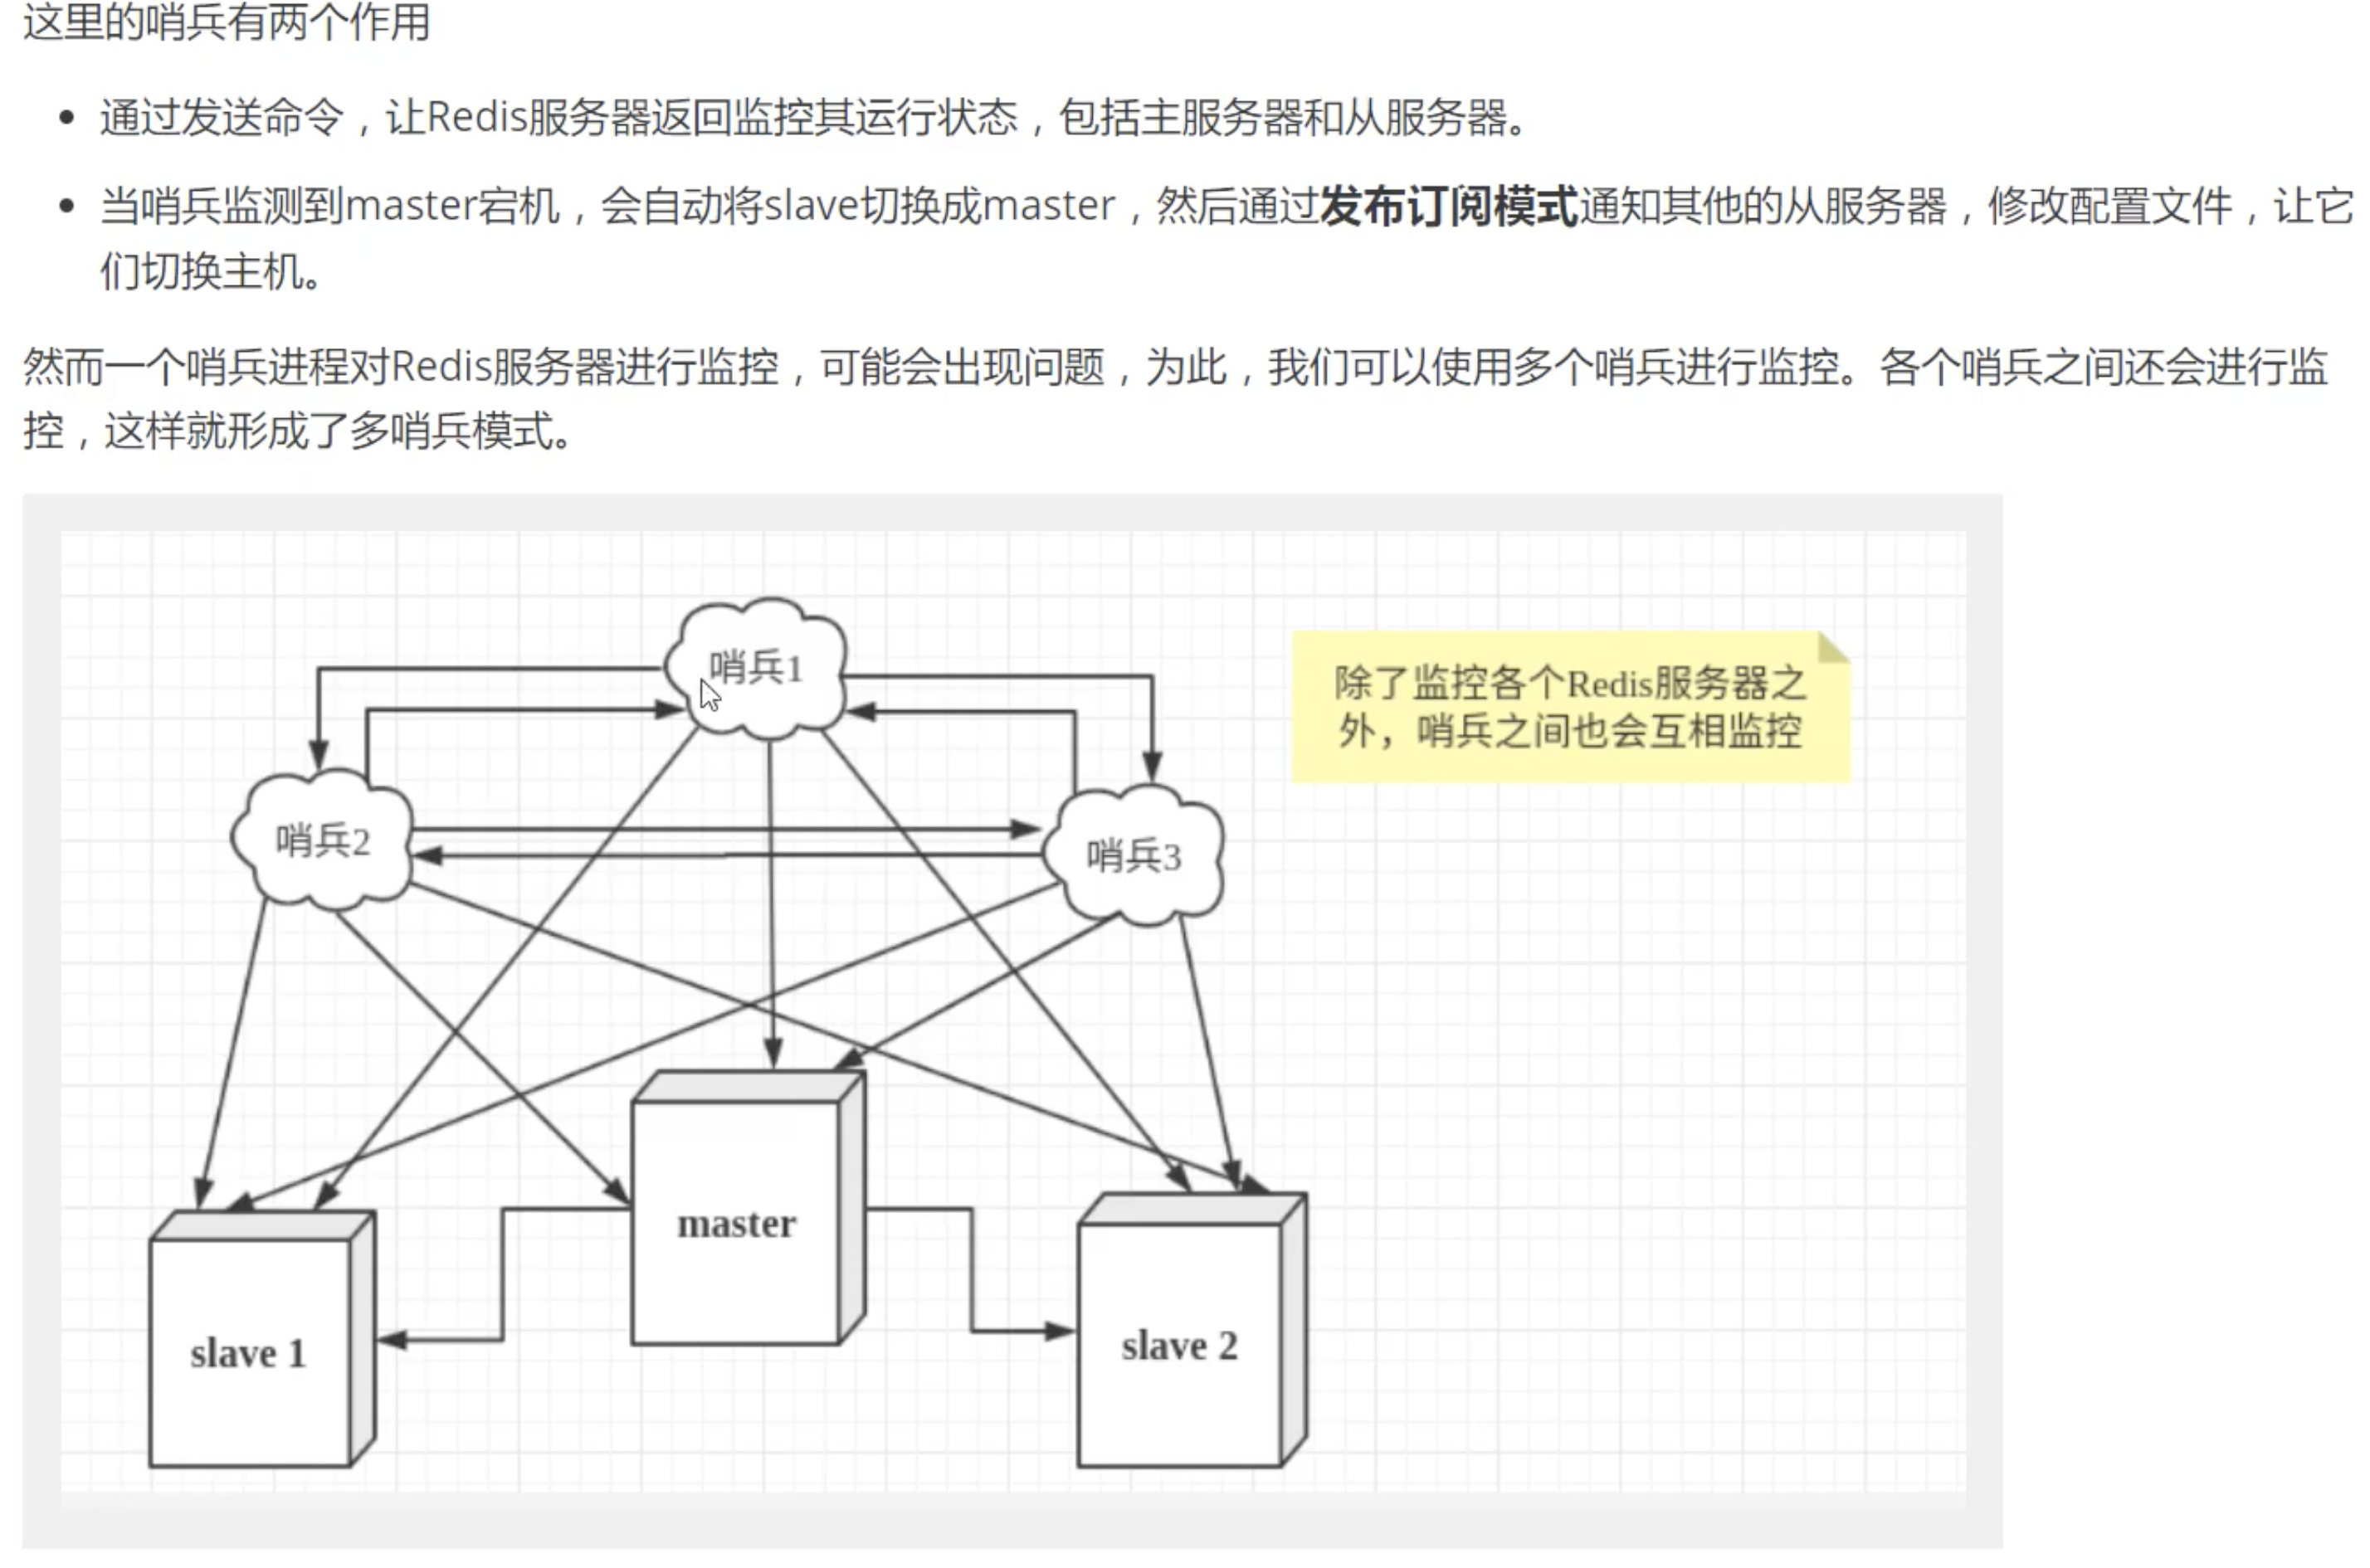 这里的哨兵有两个作用
通过发送命令，让Redis服务器返回监控其运行状态，包括主服务器和从服务器。
当哨兵监测到master宕机，会自动将slave切换成master，然后通过发布订阅模式通知其他的从服务器，修改配置文件，让它
们切换主机。
然而一个哨兵进程对Redis服务器进行监控，可能会出现问题，为此，我们可以使用多个哨兵进行监控。各个哨兵之间还会进行监
控，这样就形成了多哨兵模式。
哨兵1
除了监控各个Redis服务器之
外，哨兵之间也会互相监控
哨兵2
哨兵3
master
slave 1
slave 2